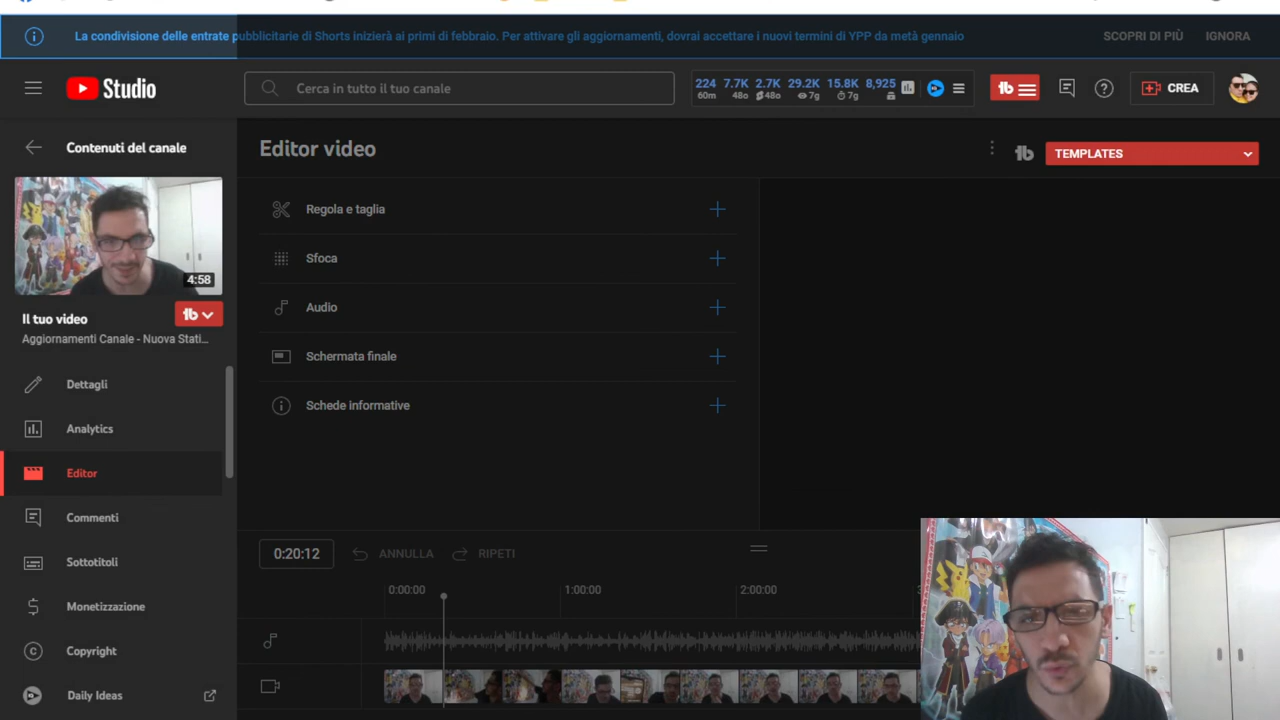 La condivisione delle entrate pubblicitarie di Shorts inizierà ai primi di febbraio. Per attivare gli aggiornamenti, dovrai accettare i nuovi termini di YPP da metà gennaio
SCOPRI DI PIÙ
IGNORA
Studio
Cerca in tutto il tuo canale
224 7.7K 2.7K 29.2K 15.8K 8,925
60m 48o 48o 7g 7g
CREA
Contenuti del canale
Editor video
TEMPLATES
Regola e taglia
Sfoca
Audio
Schermata finale
Schede informative
4:58
Il tuo video
Aggiornamenti Canale - Nuova Stati...
Dettagli
Analytics
Editor
Commenti
Sottotitoli
Monetizzazione
Copyright
Daily Ideas
0:20:12
ANNULLA
RIPETI
0:00:00
1:00:00
2:00:00